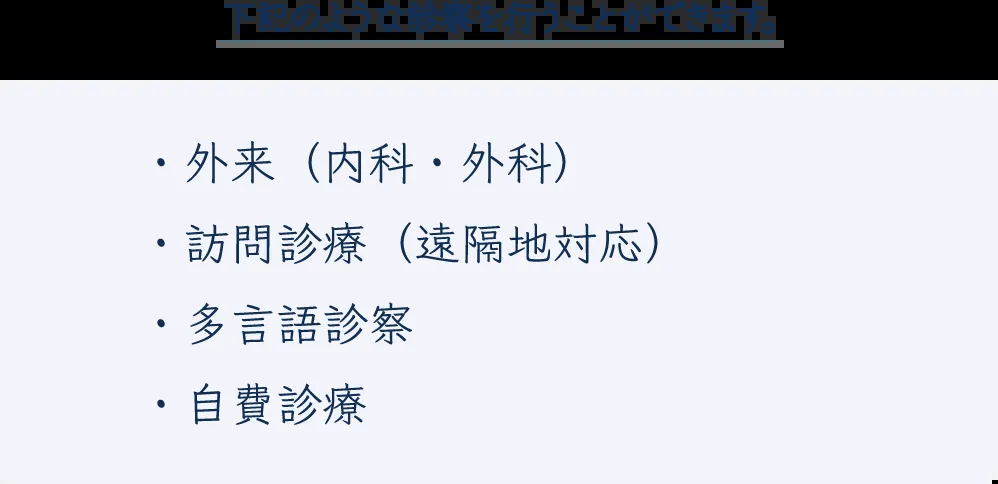 下記のような診察を行うことができます。
・外来（内科・外科）
・訪問診療（遠隔地対応）
・多言語診察
・自費診療